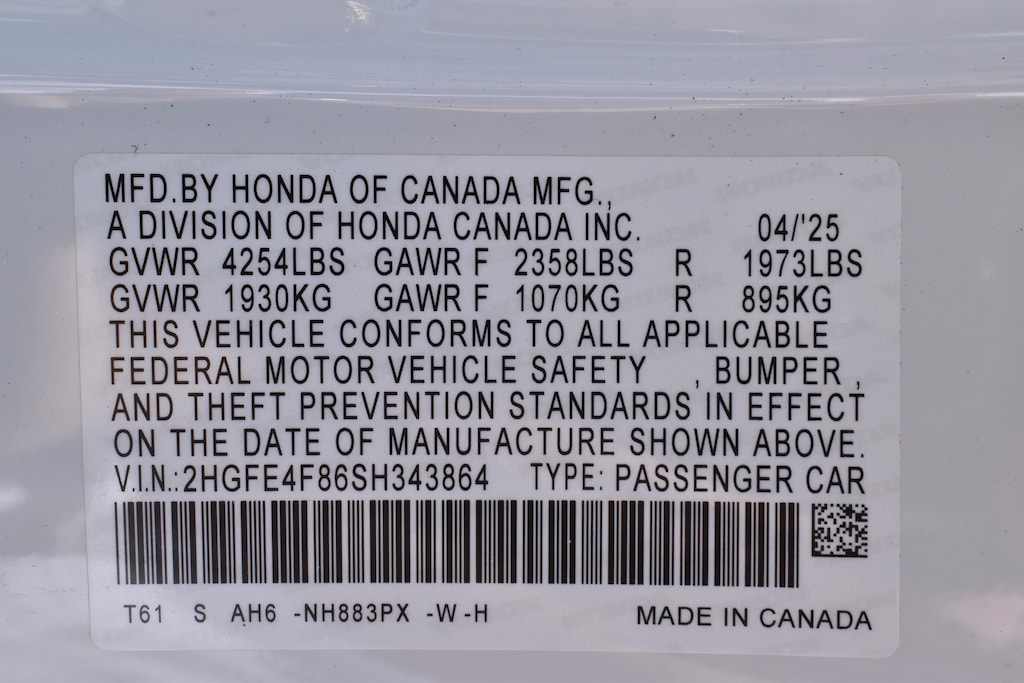 MFD.BY HONDA OF CANADA MFG.,
A DIVISION OF HONDA CANADA INC. 04/'25
GVWR 4254LBS GAWR F 2358LBS R 1973LBS
GVWR 1930KG GAWR F 1070KG R 895KG
THIS VEHICLE CONFORMS TO ALL APPLICABLE
FEDERAL MOTOR VEHICLE SAFETY , BUMPER ,
AND THEFT PREVENTION STANDARDS IN EFFECT
ON THE DATE OF MANUFACTURE SHOWN ABOVE.
V.I.N.: 2HGFE4F86SH343864 TYPE: PASSENGER CAR
T61 S AH6 -NH883PX -W -H MADE IN CANADA